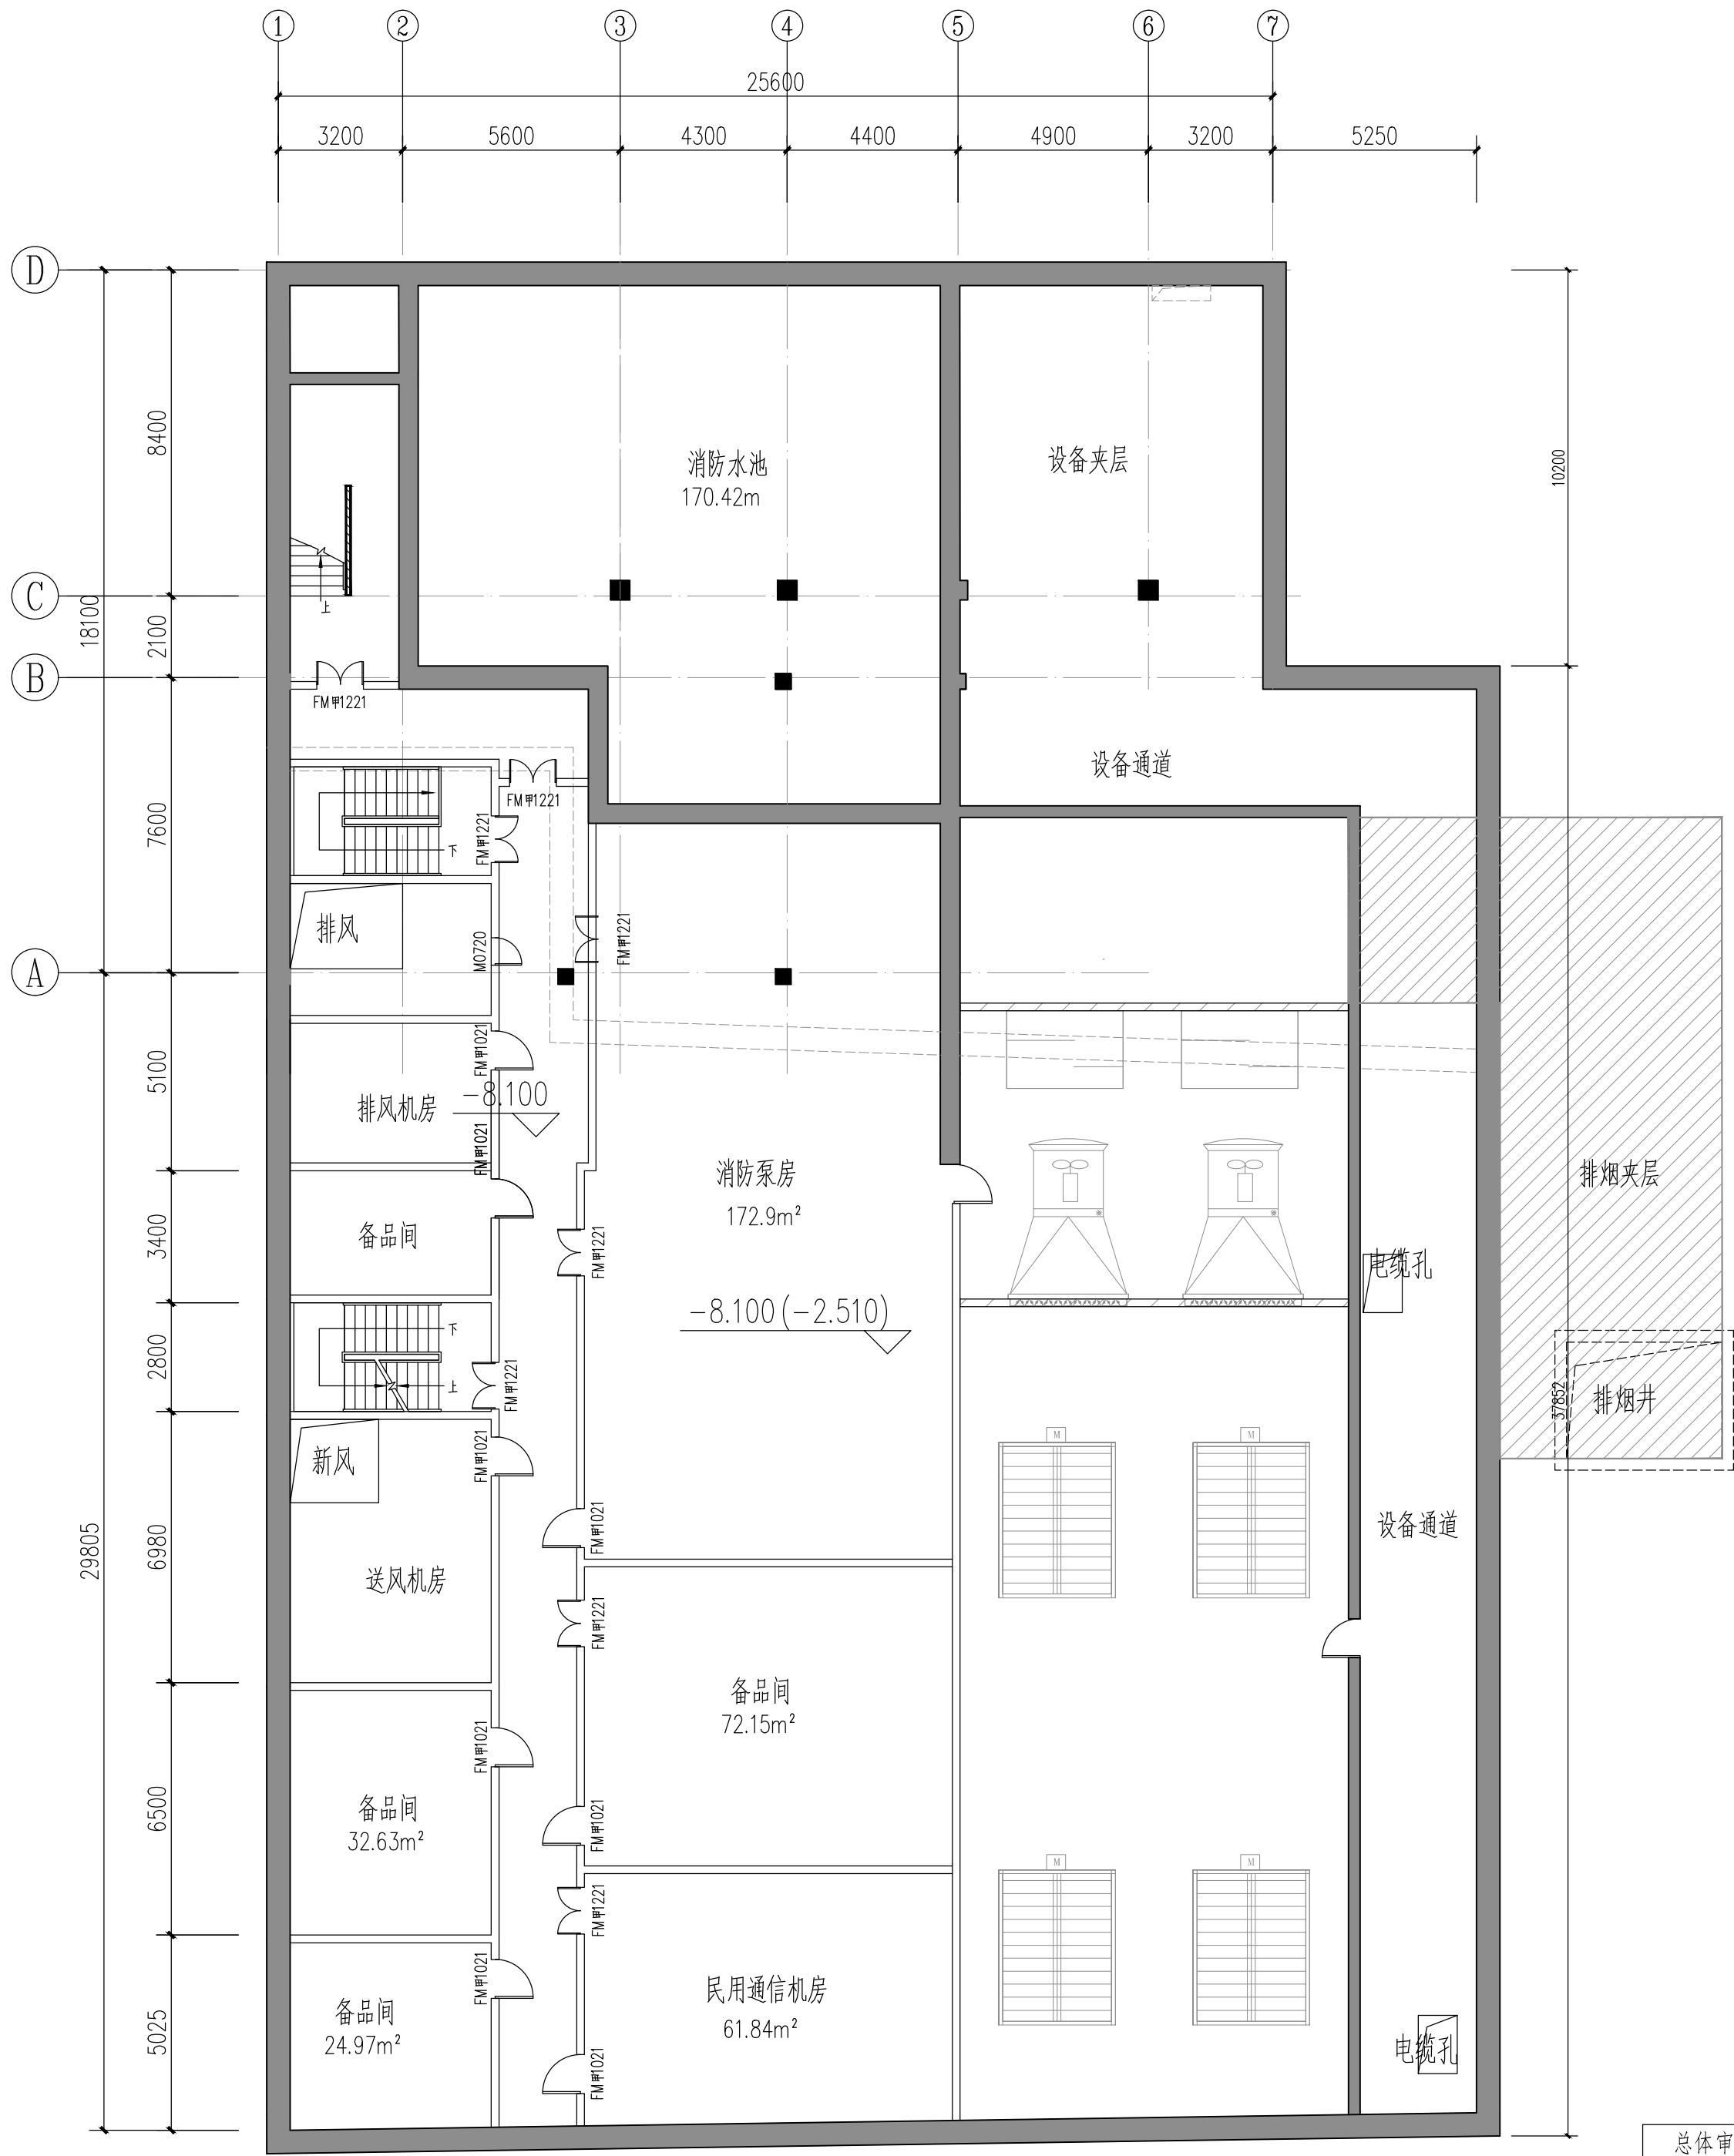 1 2 3 4 5 6 7
25600
3200 5600 4300 4400 4900 3200 5250
D
8400
10200
消防水池
170.42m
设备夹层
C
18100
2100
上
B
FM甲1221
设备通道
FM甲1221
7600
FM甲1221
下
排风
FM甲1221
M0720
A
5100
FM甲1021
-8.100
排风机房
FM甲1021
消防泵房
172.9m²
排烟夹层
3400
备品间
FM甲1221
电缆孔
-8.100(-2.510)
下
2800
上
FM甲1221
37852
排烟井
新风
FM甲1021
29805
6980
FM甲1021
设备通道
送风机房
M M
FM甲1221
备品间
72.15m²
FM甲1021
6500
备品间
32.63m²
FM甲1021
M M
FM甲1221
5025
备品间
24.97m²
FM甲1021
民用通信机房
61.84m²
FM甲1021
电缆孔
总体审